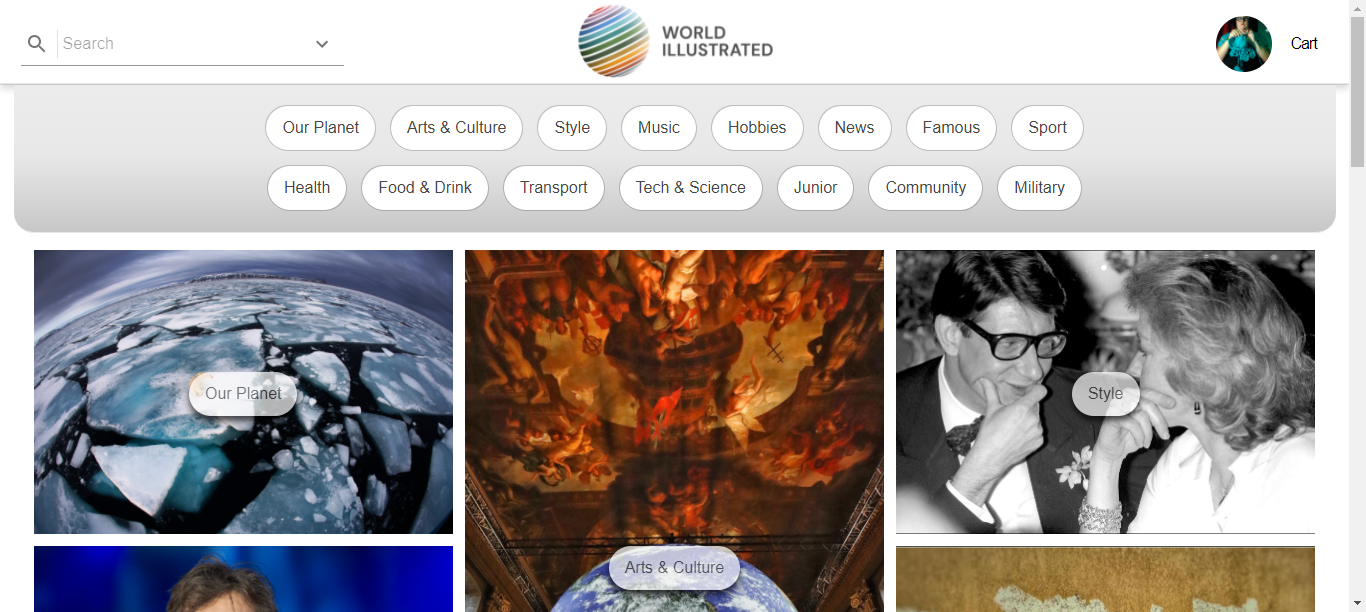 Search
WORLD
ILLUSTRATED
Cart
Our Planet
Arts & Culture
Style
Music
Hobbies
News
Famous
Sport
Health
Food & Drink
Transport
Tech & Science
Junior
Community
Military
Our Planet
Style
Arts & Culture